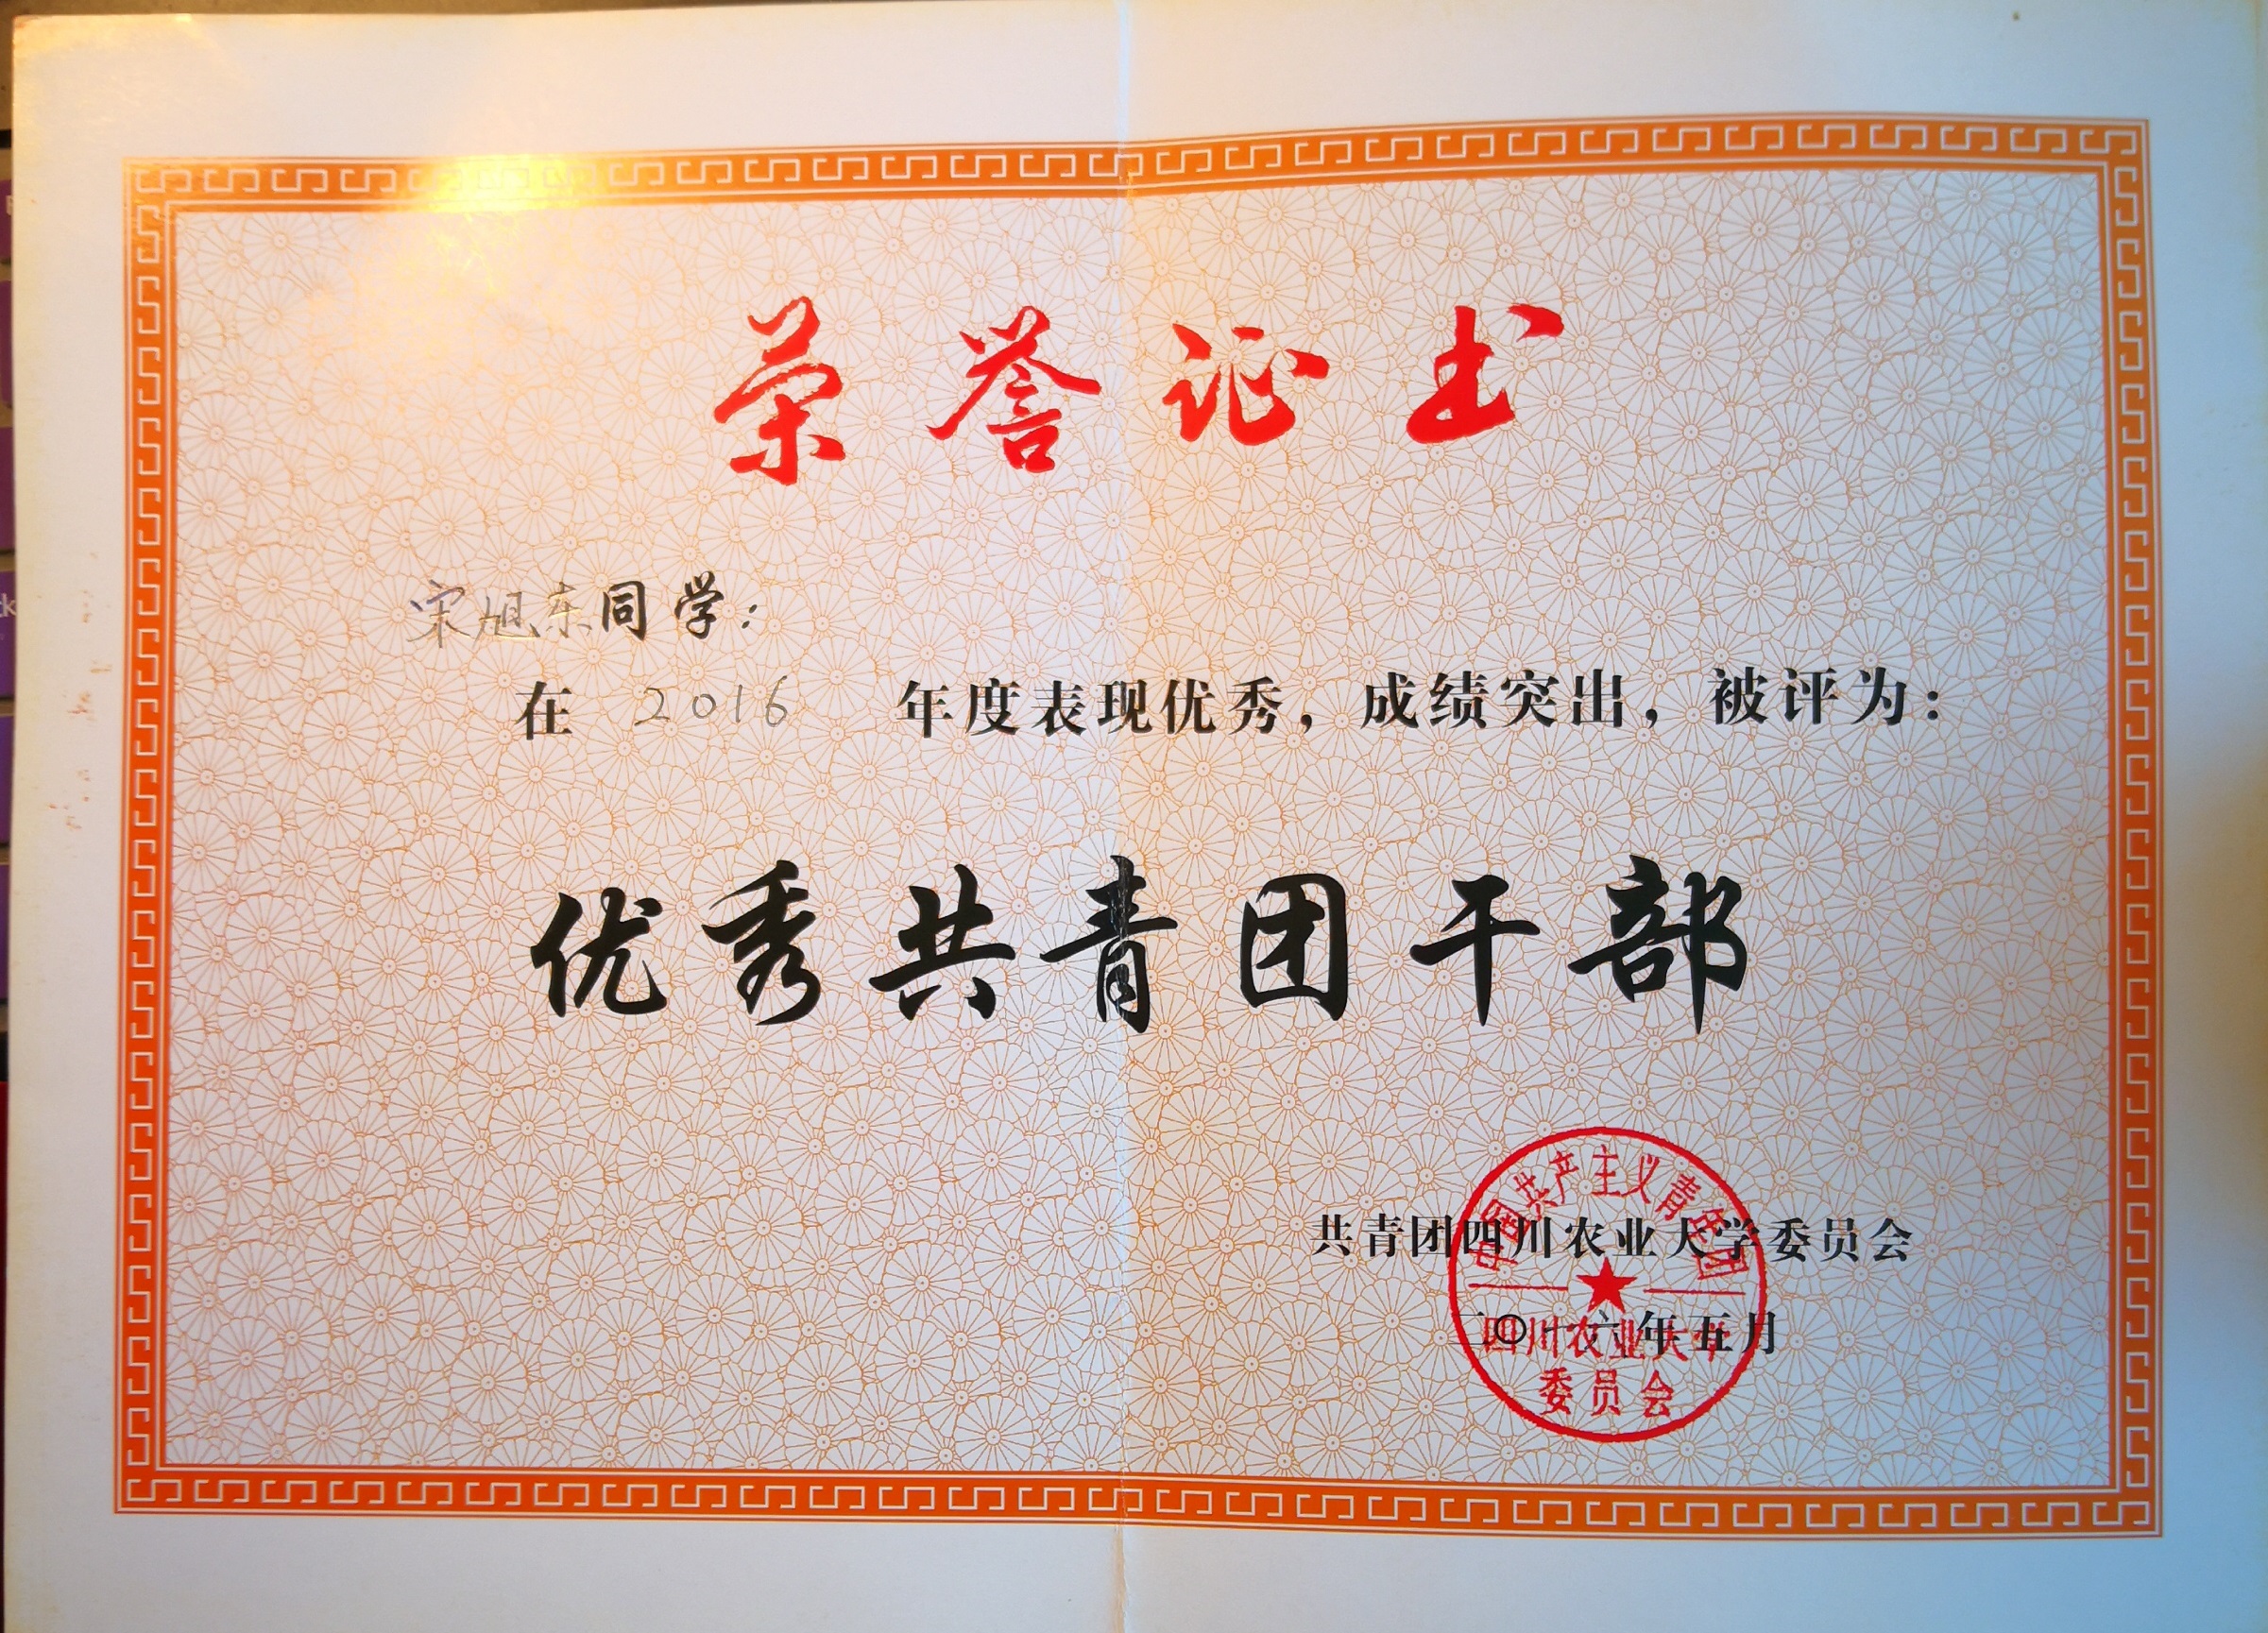 荣誉证书
宋旭东同学：
在 2016 年度表现优秀，成绩突出，被评为：
优秀共青团干部
共青团四川农业大学委员会
二〇一六年五月
中国共产主义青年团
四川农业大学
委员会